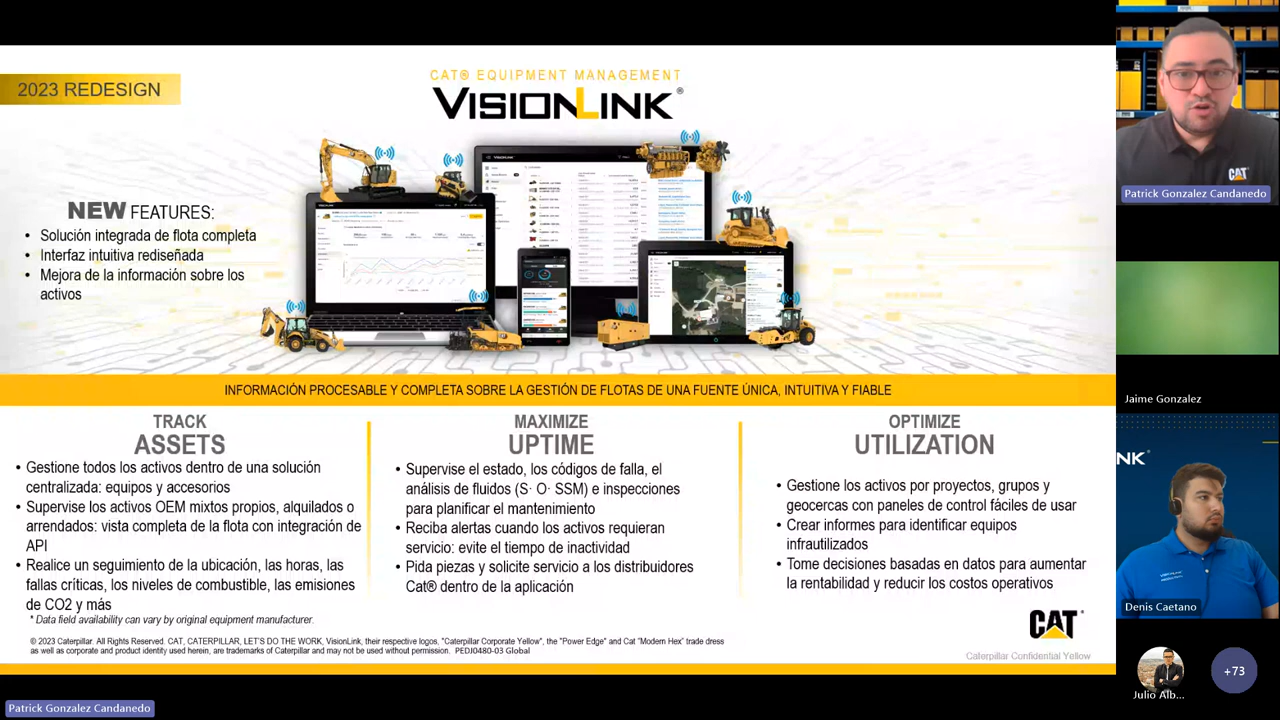 2023 REDESIGN
CAT® EQUIPMENT MANAGEMENT
VISIONLINK®
NEW FEATURES:
• Solución integrada de flota completa
• Interfaz intuitiva rediseñada
• Mejora de la información sobre los
activos
INFORMACIÓN PROCESABLE Y COMPLETA SOBRE LA GESTIÓN DE FLOTAS DE UNA FUENTE ÚNICA, INTUITIVA Y FIABLE
TRACK
ASSETS
• Gestione todos los activos dentro de una solución
centralizada: equipos y accesorios
• Supervise los activos OEM mixtos propios, alquilados o
arrendados: vista completa de la flota con integración de
API
• Realice un seguimiento de la ubicación, las horas, las
fallas críticas, los niveles de combustible, las emisiones
de CO2 y más
* Data field availability can vary by original equipment manufacturer.
MAXIMIZE
UPTIME
• Supervise el estado, los códigos de falla, el
análisis de fluidos (S· O· SSM) e inspecciones
para planificar el mantenimiento
• Reciba alertas cuando los activos requieran
servicio: evite el tiempo de inactividad
• Pida piezas y solicite servicio a los distribuidores
Cat® dentro de la aplicación
OPTIMIZE
UTILIZATION
• Gestione los activos por proyectos, grupos y
geocercas con paneles de control fáciles de usar
• Crear informes para identificar equipos
infrautilizados
• Tome decisiones basadas en datos para aumentar
la rentabilidad y reducir los costos operativos
© 2023 Caterpillar. All Rights Reserved. CAT, CATERPILLAR, LET'S DO THE WORK, VisionLink, their respective logos, "Caterpillar Corporate Yellow", the "Power Edge" and Cat "Modern Hex" trade dress
as well as corporate and product identity used herein, are trademarks of Caterpillar and may not be used without permission. PEDJ0480-03 Global
CAT®
Caterpillar Confidential Yellow
Patrick Gonzalez Candanedo
CAT
Patrick Gonzalez Candanedo
Jaime Gonzalez
NK®
Denis Caetano
Julio Alb...
+73